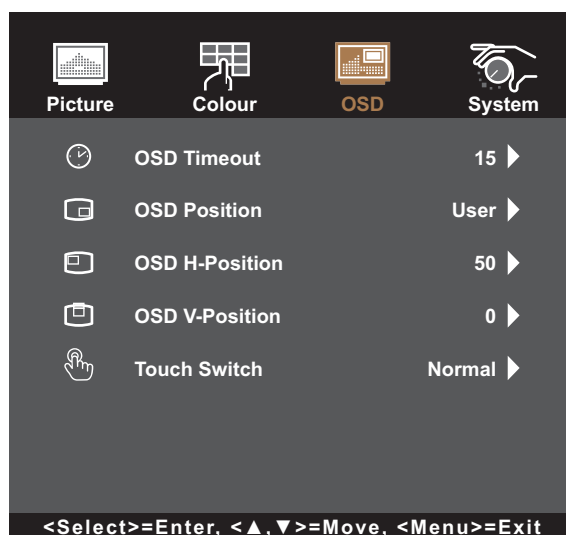 Picture Colour OSD System
OSD Timeout 15
OSD Position User
OSD H-Position 50
OSD V-Position 0
Touch Switch Normal
<Select>=Enter, <▲,▼>=Move, <Menu>=Exit